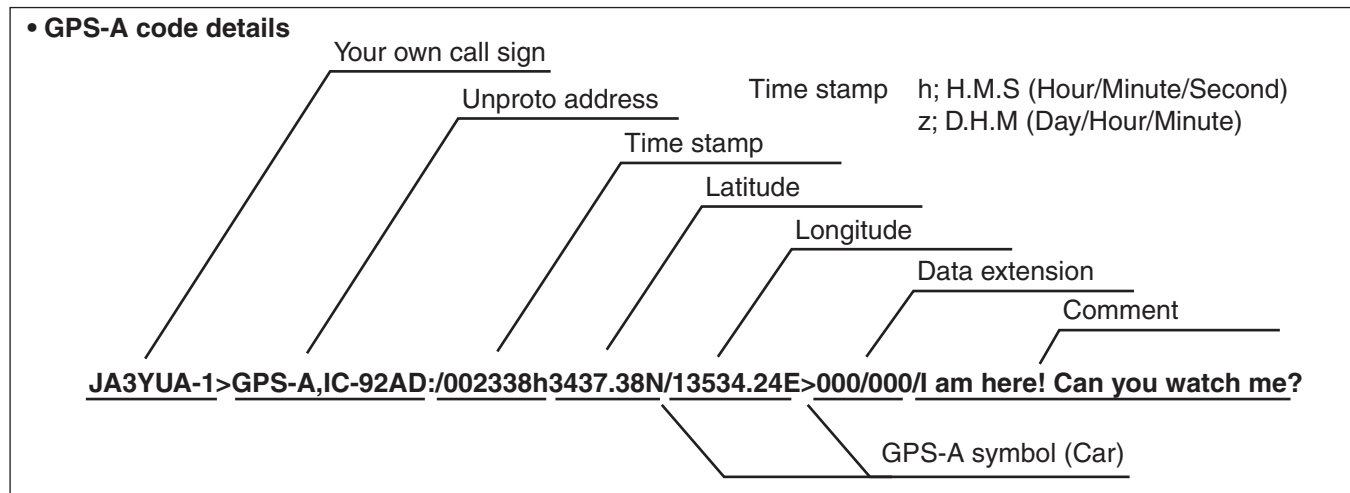 • GPS-A code details
Your own call sign
Unproto address
Time stamp h; H.M.S (Hour/Minute/Second)
z; D.H.M (Day/Hour/Minute)
Time stamp
Latitude
Longitude
Data extension
Comment
JA3YUA-1>GPS-A,IC-92AD:/002338h3437.38N/13534.24E>000/000/I am here! Can you watch me?
GPS-A symbol (Car)